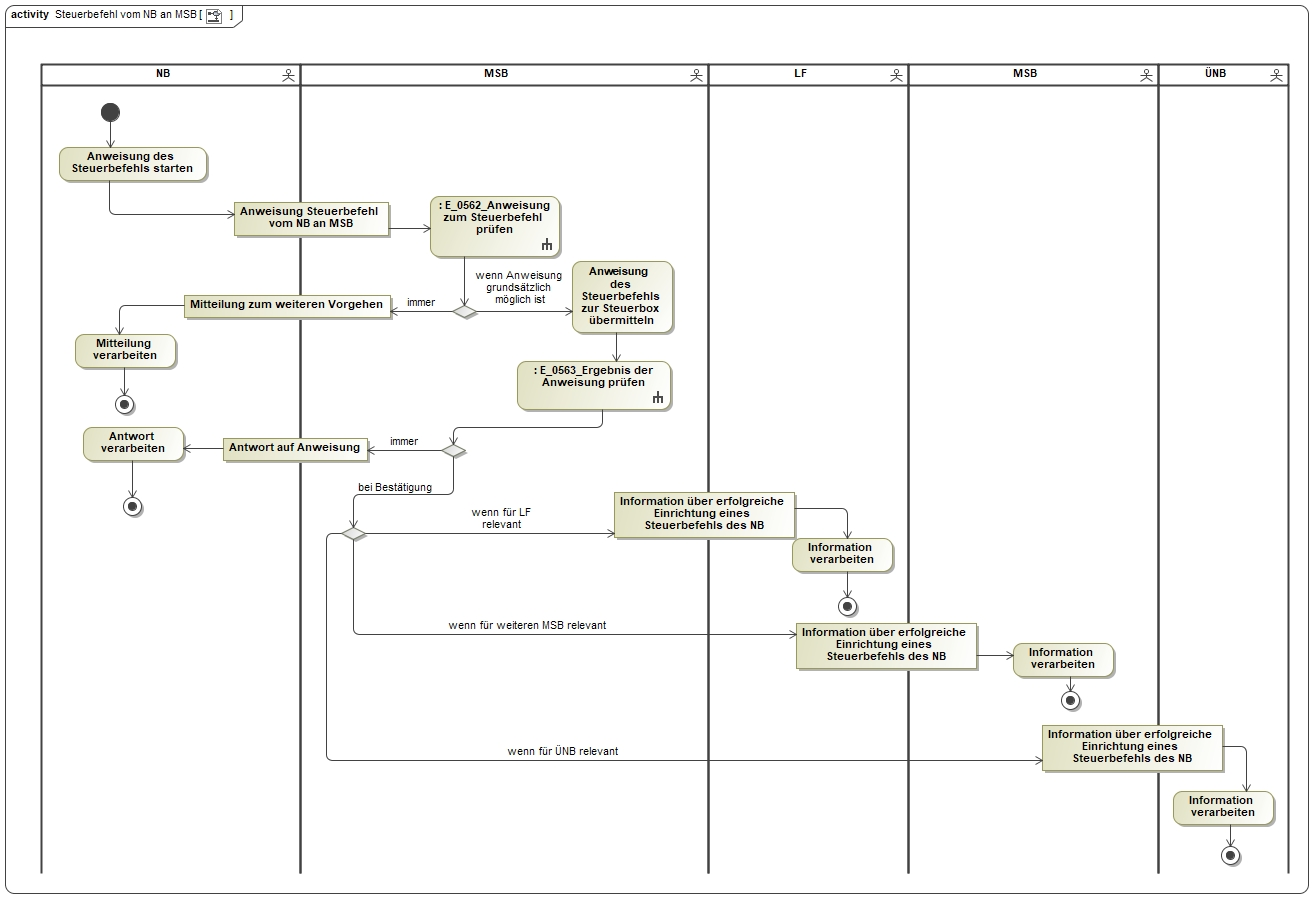 activity Steuerbefehl vom NB an MSB [ ]
NB
MSB
LF
MSB
ÜNB
Anweisung des
Steuerbefehls starten
Anweisung Steuerbefehl
vom NB an MSB
: E_0562_Anweisung
zum Steuerbefehl
prüfen
wenn Anweisung
grundsätzlich
möglich ist
Anweisung
des
Steuerbefehls
zur Steuerbox
übermitteln
Mitteilung zum weiteren Vorgehen
immer
Mitteilung
verarbeiten
: E_0563_Ergebnis der
Anweisung prüfen
Antwort
verarbeiten
Antwort auf Anweisung
immer
bei Bestätigung
wenn für LF
relevant
Information über erfolgreiche
Einrichtung eines
Steuerbefehls des NB
Information
verarbeiten
wenn für weiteren MSB relevant
Information über erfolgreiche
Einrichtung eines
Steuerbefehls des NB
Information
verarbeiten
wenn für ÜNB relevant
Information über erfolgreiche
Einrichtung eines
Steuerbefehls des NB
Information
verarbeiten